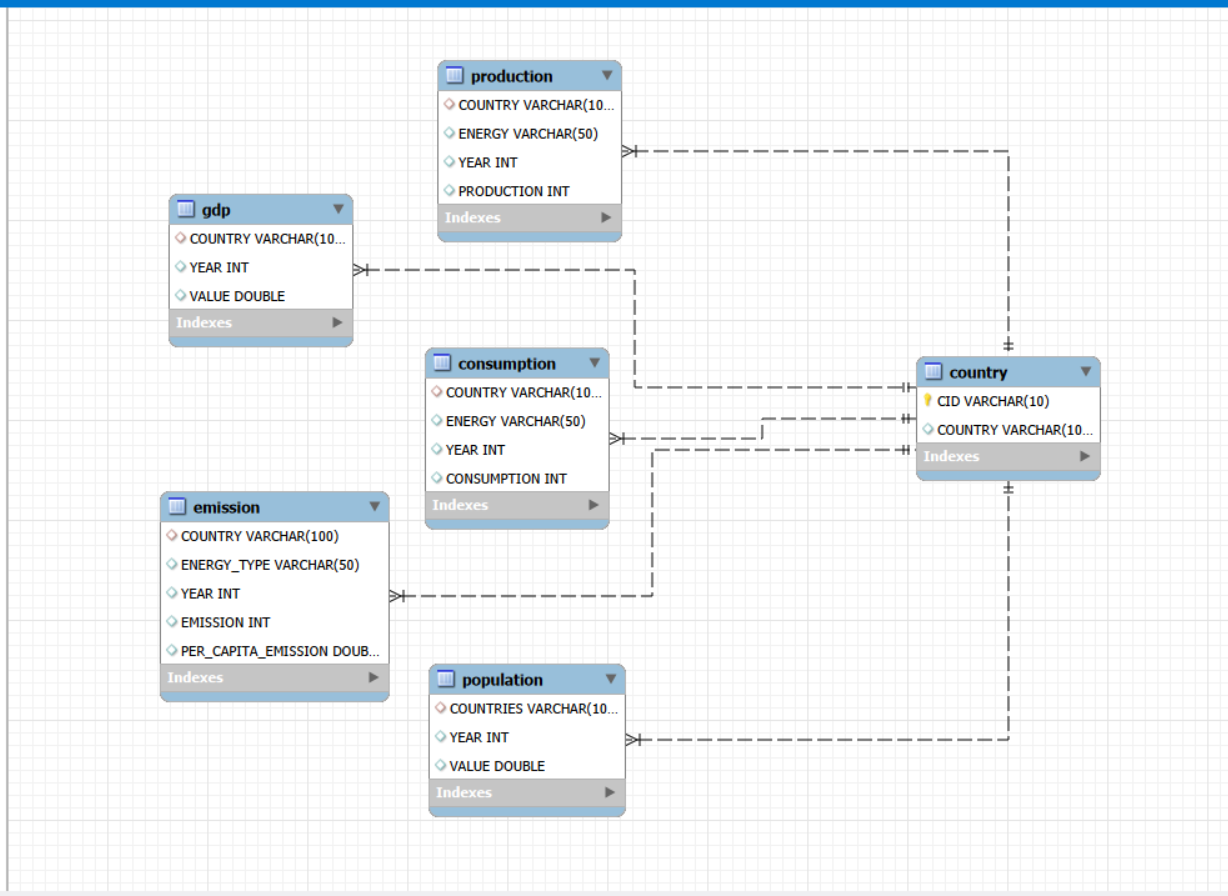 production
COUNTRY VARCHAR(10...
ENERGY VARCHAR(50)
YEAR INT
PRODUCTION INT
Indexes
gdp
COUNTRY VARCHAR(10...
YEAR INT
VALUE DOUBLE
Indexes
consumption
COUNTRY VARCHAR(10...
ENERGY VARCHAR(50)
YEAR INT
CONSUMPTION INT
Indexes
country
CID VARCHAR(10)
COUNTRY VARCHAR(10...
Indexes
emission
COUNTRY VARCHAR(100)
ENERGY_TYPE VARCHAR(50)
YEAR INT
EMISSION INT
PER_CAPITA_EMISSION DOUB...
Indexes
population
COUNTRIES VARCHAR(10...
YEAR INT
VALUE DOUBLE
Indexes